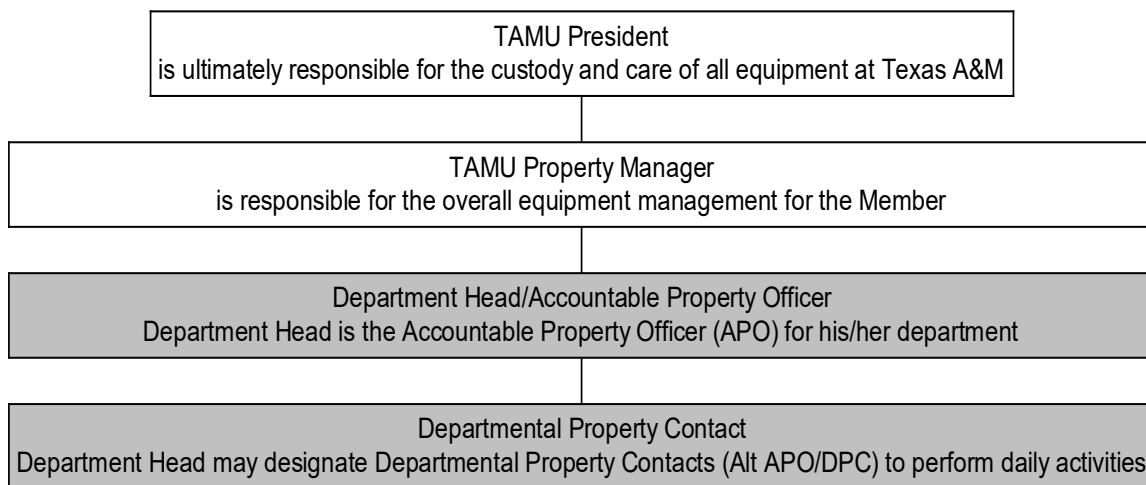 TAMU President
is ultimately responsible for the custody and care of all equipment at Texas A&M
TAMU Property Manager
is responsible for the overall equipment management for the Member
Department Head/Accountable Property Officer
Department Head is the Accountable Property Officer (APO) for his/her department
Departmental Property Contact
Department Head may designate Departmental Property Contacts (Alt APO/DPC) to perform daily activities